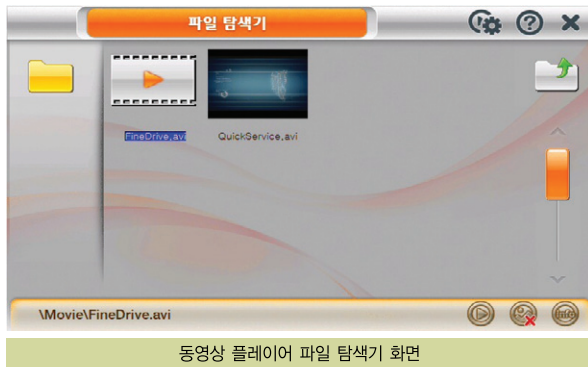 파일 탐색기
FineDrive.avi
QuickService.avi
\Movie\FineDrive.avi
Info
동영상 플레이어 파일 탐색기 화면